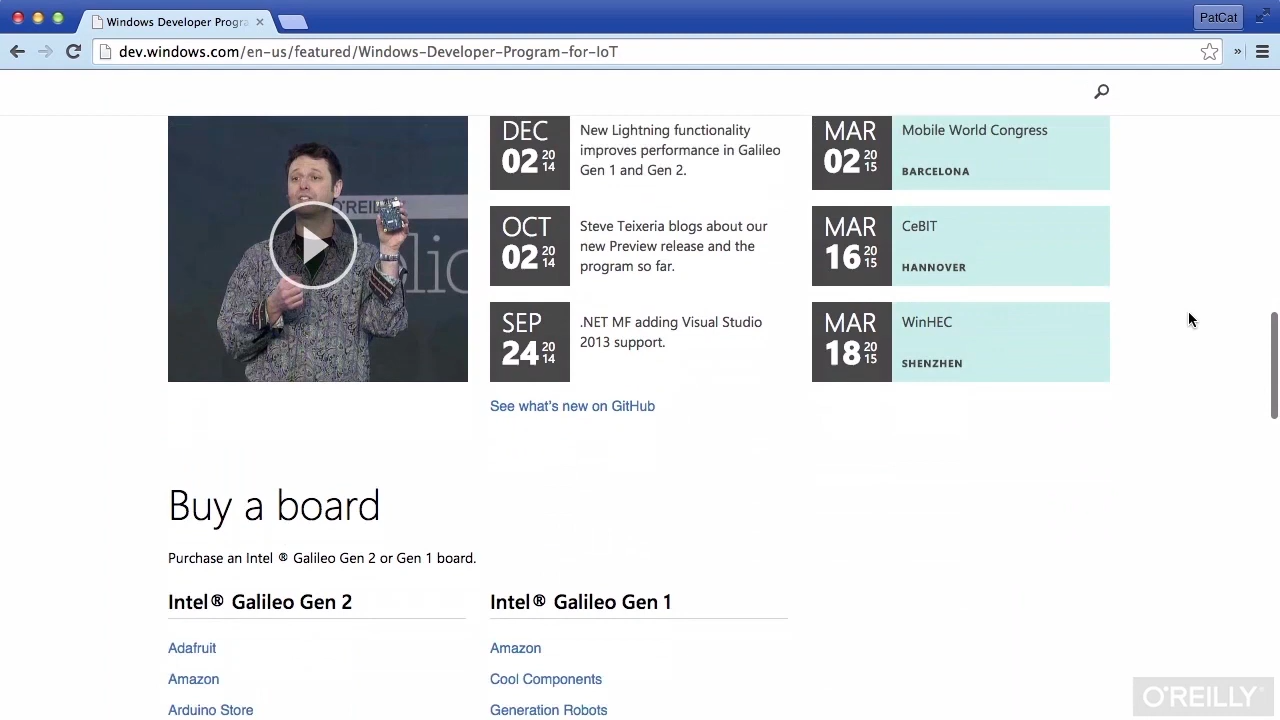 Windows Developer Progra
PatCat
dev.windows.com/en-us/featured/Windows-Developer-Program-for-IoT
O'REILLY
DEC
02 20
14
New Lightning functionality
improves performance in Galileo
Gen 1 and Gen 2.
MAR
02 20
15
Mobile World Congress
BARCELONA
OCT
02 20
14
Steve Teixeria blogs about our
new Preview release and the
program so far.
MAR
16 20
15
CeBIT
HANNOVER
SEP
24 20
14
.NET MF adding Visual Studio
2013 support.
MAR
18 20
15
WinHEC
SHENZHEN
See what's new on GitHub
Buy a board
Purchase an Intel ® Galileo Gen 2 or Gen 1 board.
Intel® Galileo Gen 2
Intel® Galileo Gen 1
Adafruit
Amazon
Amazon
Cool Components
Arduino Store
Generation Robots
O'REILLY®